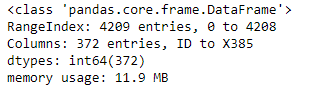 <class 'pandas.core.frame.DataFrame'>
RangeIndex: 4209 entries, 0 to 4208
Columns: 372 entries, ID to X385
dtypes: int64(372)
memory usage: 11.9 MB